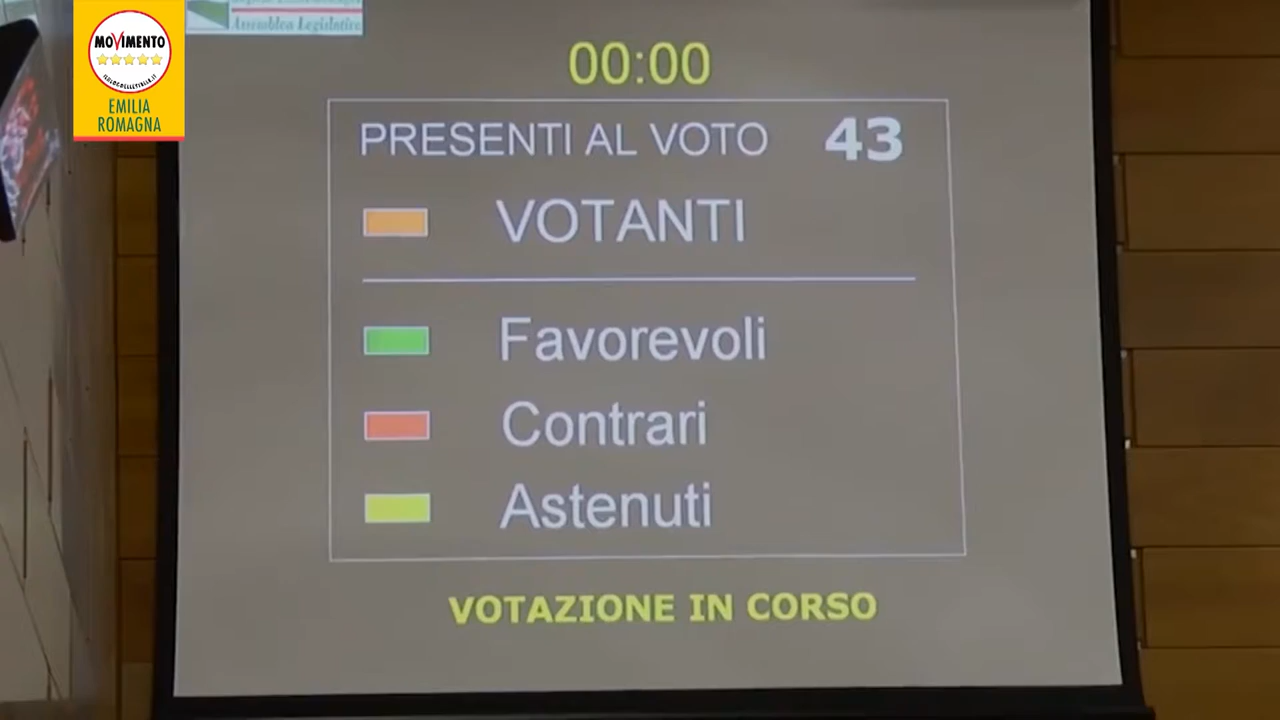 MOVIMENTO
EMILIA
ROMAGNA
Assemblea Legislativa
00:00
PRESENTI AL VOTO 43
VOTANTI
Favorevoli
Contrari
Astenuti
VOTAZIONE IN CORSO